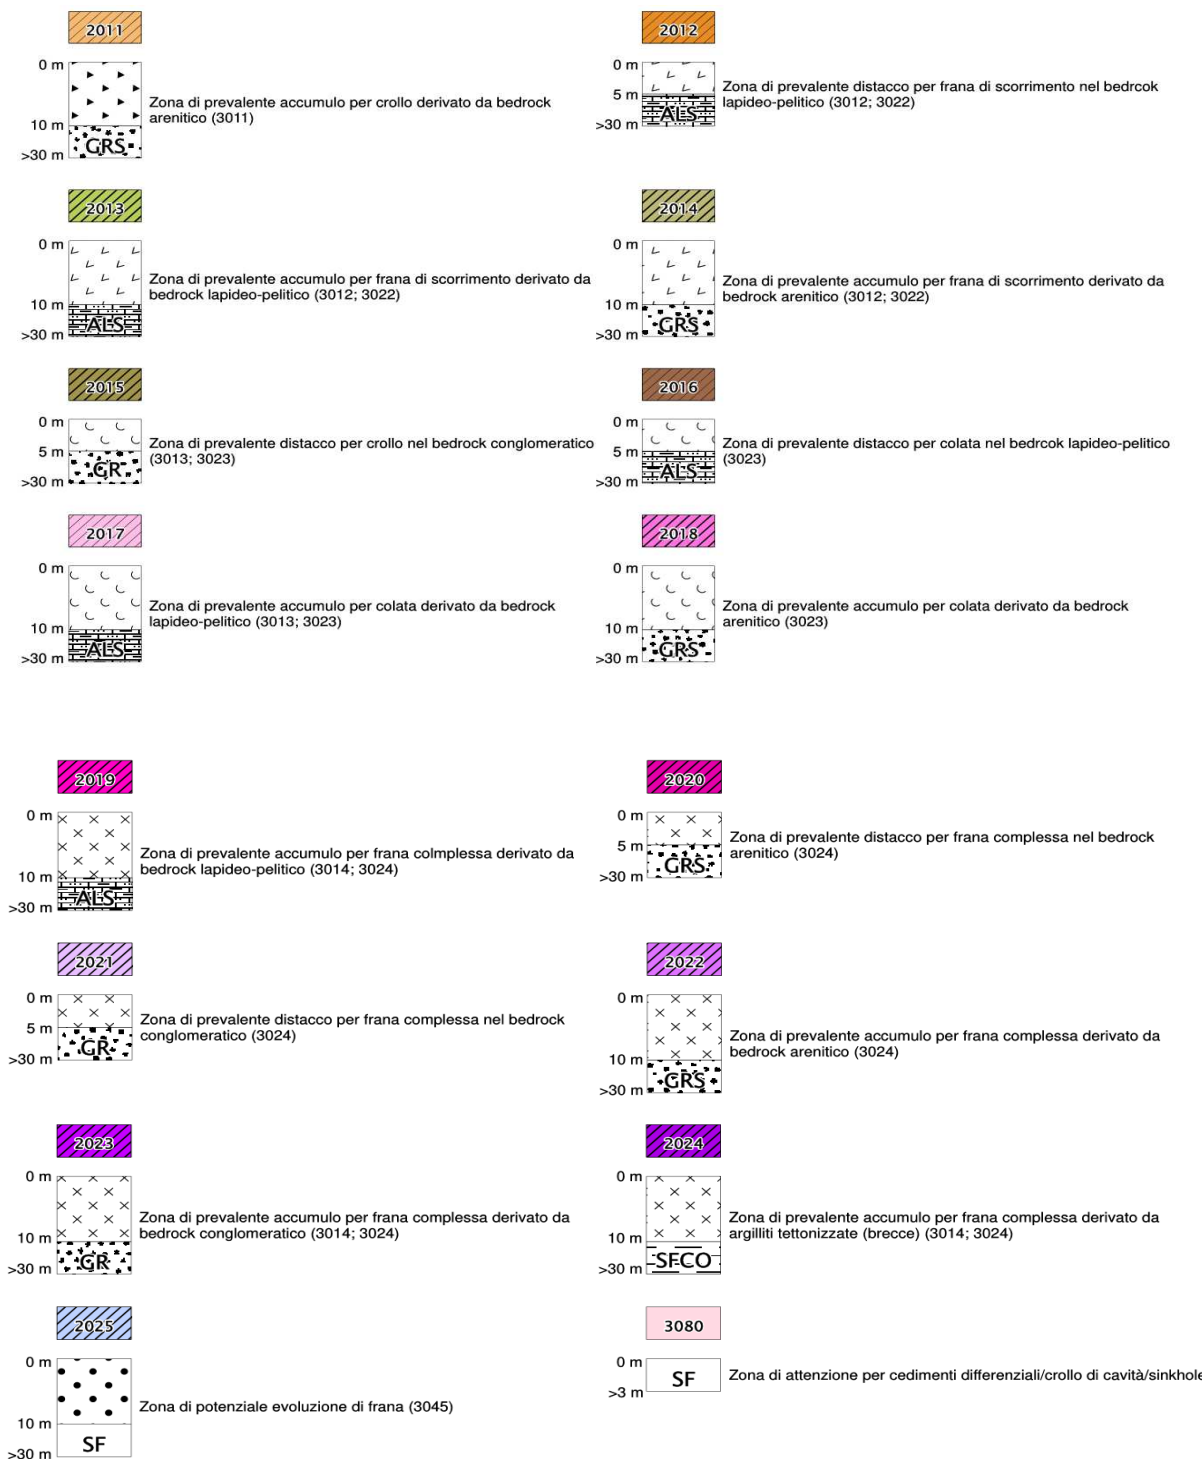 2011
0 m
10 m
>30 m
GRS
Zona di prevalente accumulo per crollo derivato da bedrock
arenitico (3011)
2012
0 m
5 m
>30 m
ALS
Zona di prevalente distacco per frana di scorrimento nel bedrcok
lapideo-pelitico (3012; 3022)
2013
0 m
10 m
>30 m
ALS
Zona di prevalente accumulo per frana di scorrimento derivato da
bedrock lapideo-pelitico (3012; 3022)
2014
0 m
10 m
>30 m
GRS
Zona di prevalente accumulo per frana di scorrimento derivato da
bedrock arenitico (3012; 3022)
2015
0 m
5 m
>30 m
GR
Zona di prevalente distacco per crollo nel bedrock conglomeratico
(3013; 3023)
2016
0 m
5 m
>30 m
ALS
Zona di prevalente distacco per colata nel bedrcok lapideo-pelitico
(3023)
2017
0 m
10 m
>30 m
ALS
Zona di prevalente accumulo per colata derivato da bedrock
lapideo-pelitico (3013; 3023)
2018
0 m
10 m
>30 m
GRS
Zona di prevalente accumulo per colata derivato da bedrock
arenitico (3023)
2019
0 m
10 m
>30 m
ALS
Zona di prevalente accumulo per frana colmplessa derivato da
bedrock lapideo-pelitico (3014; 3024)
2020
0 m
5 m
>30 m
GRS
Zona di prevalente distacco per frana complessa nel bedrock
arenitico (3024)
2021
0 m
5 m
>30 m
GR
Zona di prevalente distacco per frana complessa nel bedrock
conglomeratico (3024)
2022
0 m
10 m
>30 m
GRS
Zona di prevalente accumulo per frana complessa derivato da
bedrock arenitico (3024)
2023
0 m
10 m
>30 m
GR
Zona di prevalente accumulo per frana complessa derivato da
bedrock conglomeratico (3014; 3024)
2024
0 m
10 m
>30 m
SFCO
Zona di prevalente accumulo per frana complessa derivato da
argilliti tettonizzate (brecce) (3014; 3024)
2025
0 m
10 m
>30 m
SF
Zona di potenziale evoluzione di frana (3045)
3080
0 m
>3 m
SF
Zona di attenzione per cedimenti differenziali/crollo di cavità/sinkhole